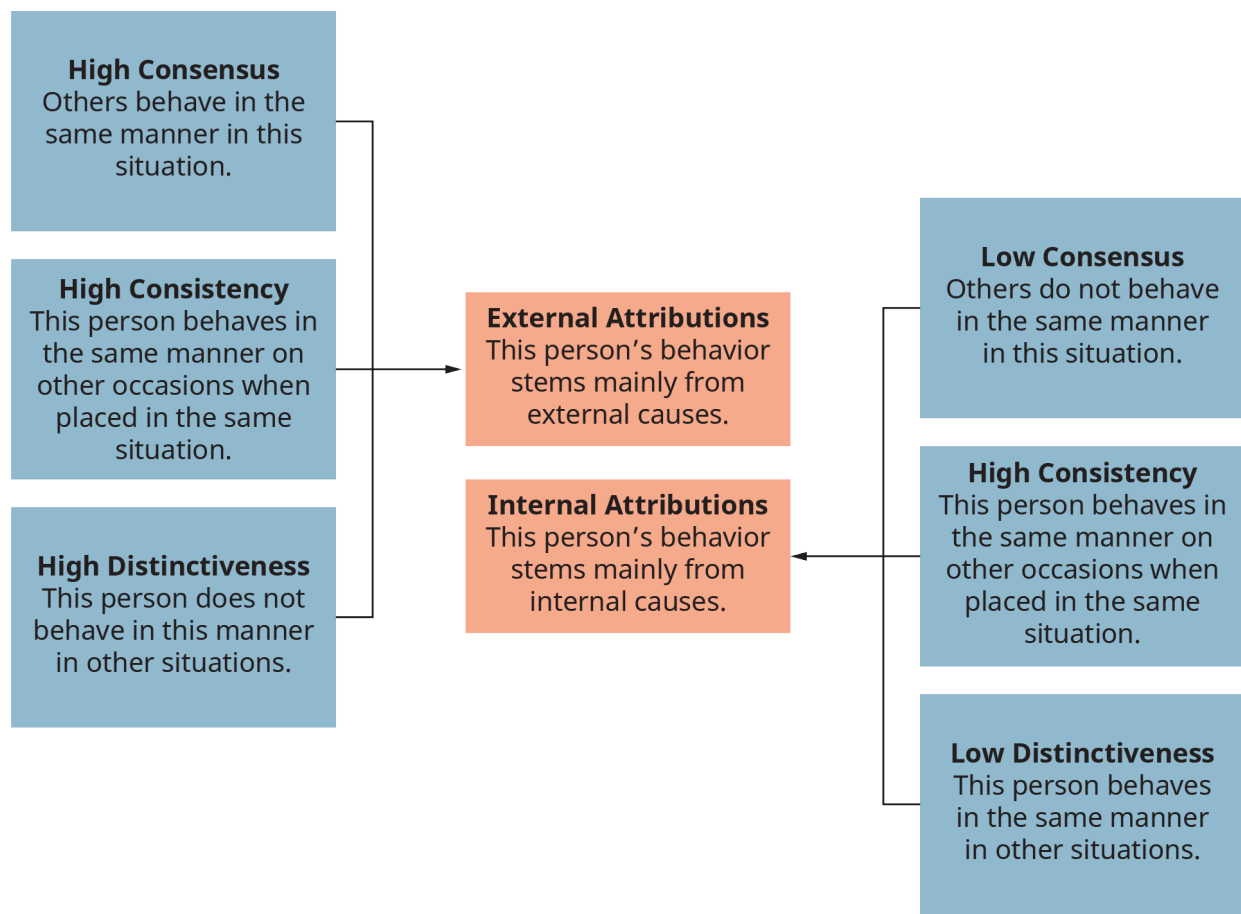 High Consensus
Others behave in the
same manner in this
situation.
High Consistency
This person behaves in
the same manner on
other occasions when
placed in the same
situation.
High Distinctiveness
This person does not
behave in this manner
in other situations.
External Attributions
This person’s behavior
stems mainly from
external causes.
Internal Attributions
This person’s behavior
stems mainly from
internal causes.
Low Consensus
Others do not behave
in the same manner
in this situation.
High Consistency
This person behaves in
the same manner on
other occasions when
placed in the same
situation.
Low Distinctiveness
This person behaves
in the same manner
in other situations.